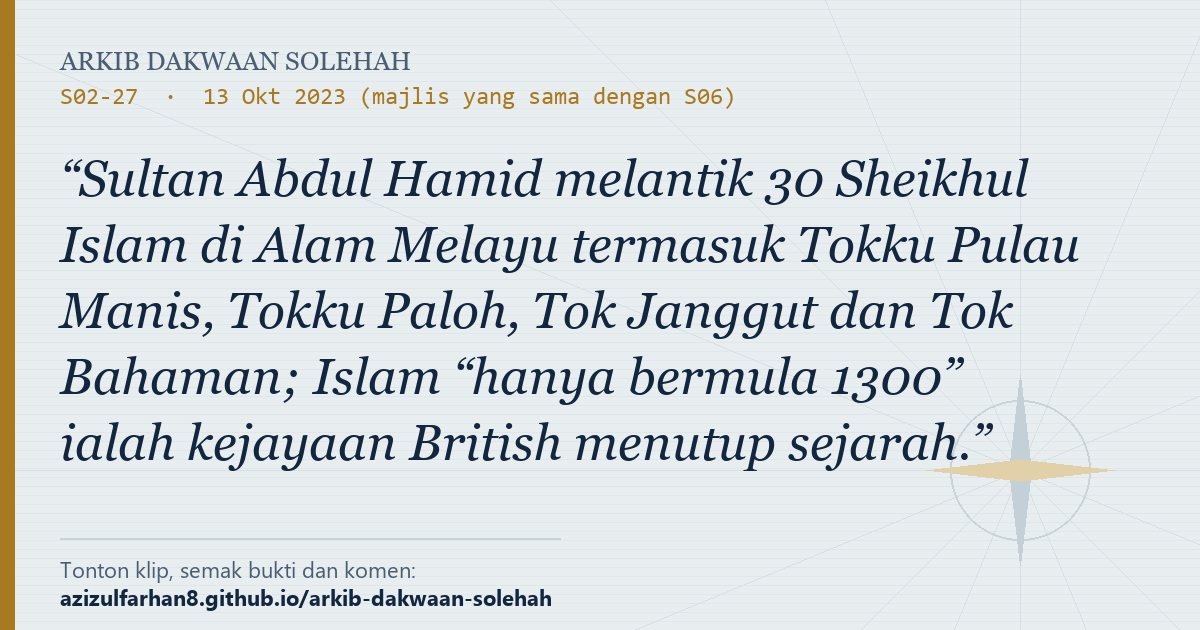 ARKIB DAKWAAN SOLEHAH
S02-27 · 13 Okt 2023 (majlis yang sama dengan S06)
“Sultan Abdul Hamid melantik 30 Sheikhul
Islam di Alam Melayu termasuk Tokku Pulau
Manis, Tokku Paloh, Tok Janggut dan Tok
Bahaman; Islam “hanya bermula 1300”
ialah kejayaan British menutup sejarah.”
Tonton klip, semak bukti dan komen:
azizulfarhan8.github.io/arkib-dakwaan-solehah